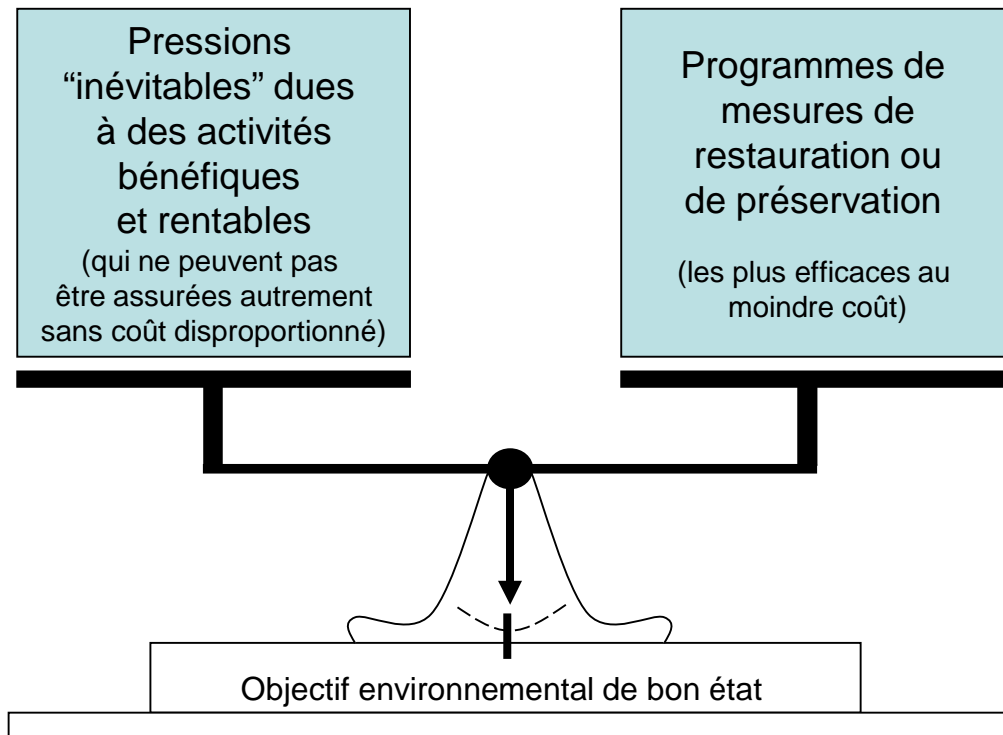 Pressions
“inévitables” dues
à des activités
bénéfiques
et rentables
(qui ne peuvent pas
être assurées autrement
sans coût disproportionné)
Programmes de
mesures de
restauration ou
de préservation
(les plus efficaces au
moindre coût)
Objectif environnemental de bon état